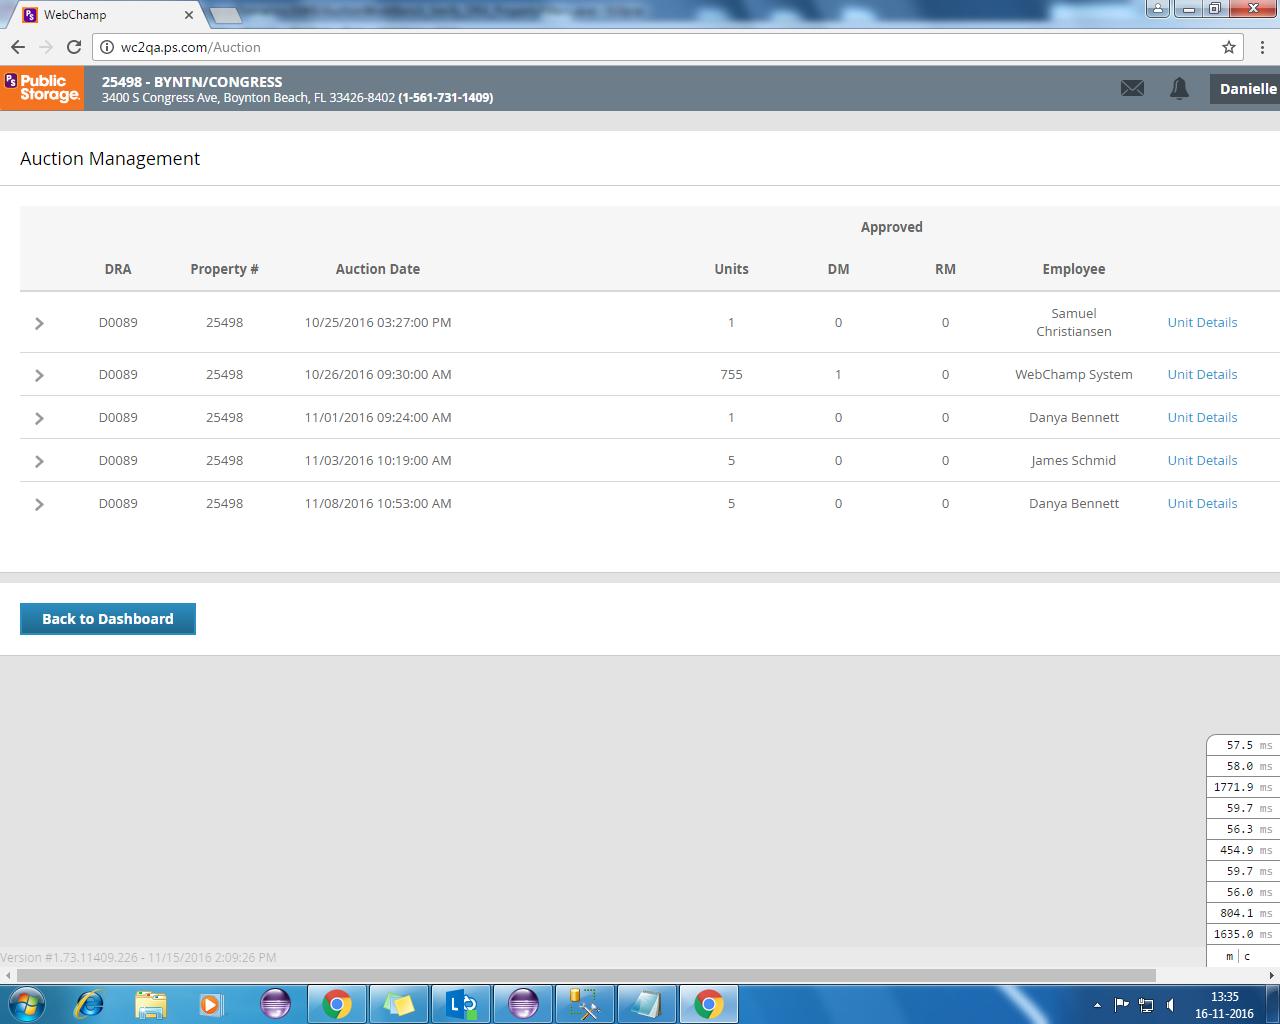 WebChamp
wc2qa.ps.com/Auction
PS Public Storage.
25498 - BYNTN/CONGRESS
3400 S Congress Ave, Boynton Beach, FL 33426-8402 (1-561-731-1409)
Danielle
Auction Management
Approved
DRA Property # Auction Date Units DM RM Employee
D0089 25498 10/25/2016 03:27:00 PM 1 0 0 Samuel Christiansen Unit Details
D0089 25498 10/26/2016 09:30:00 AM 755 1 0 WebChamp System Unit Details
D0089 25498 11/01/2016 09:24:00 AM 1 0 0 Danya Bennett Unit Details
D0089 25498 11/03/2016 10:19:00 AM 5 0 0 James Schmid Unit Details
D0089 25498 11/08/2016 10:53:00 AM 5 0 0 Danya Bennett Unit Details
Back to Dashboard
57.5 ms
58.0 ms
1771.9 ms
59.7 ms
56.3 ms
454.9 ms
59.7 ms
56.0 ms
804.1 ms
1635.0 ms
m | c
Version #1.73.11409.226 - 11/15/2016 2:09:26 PM
13:35
16-11-2016